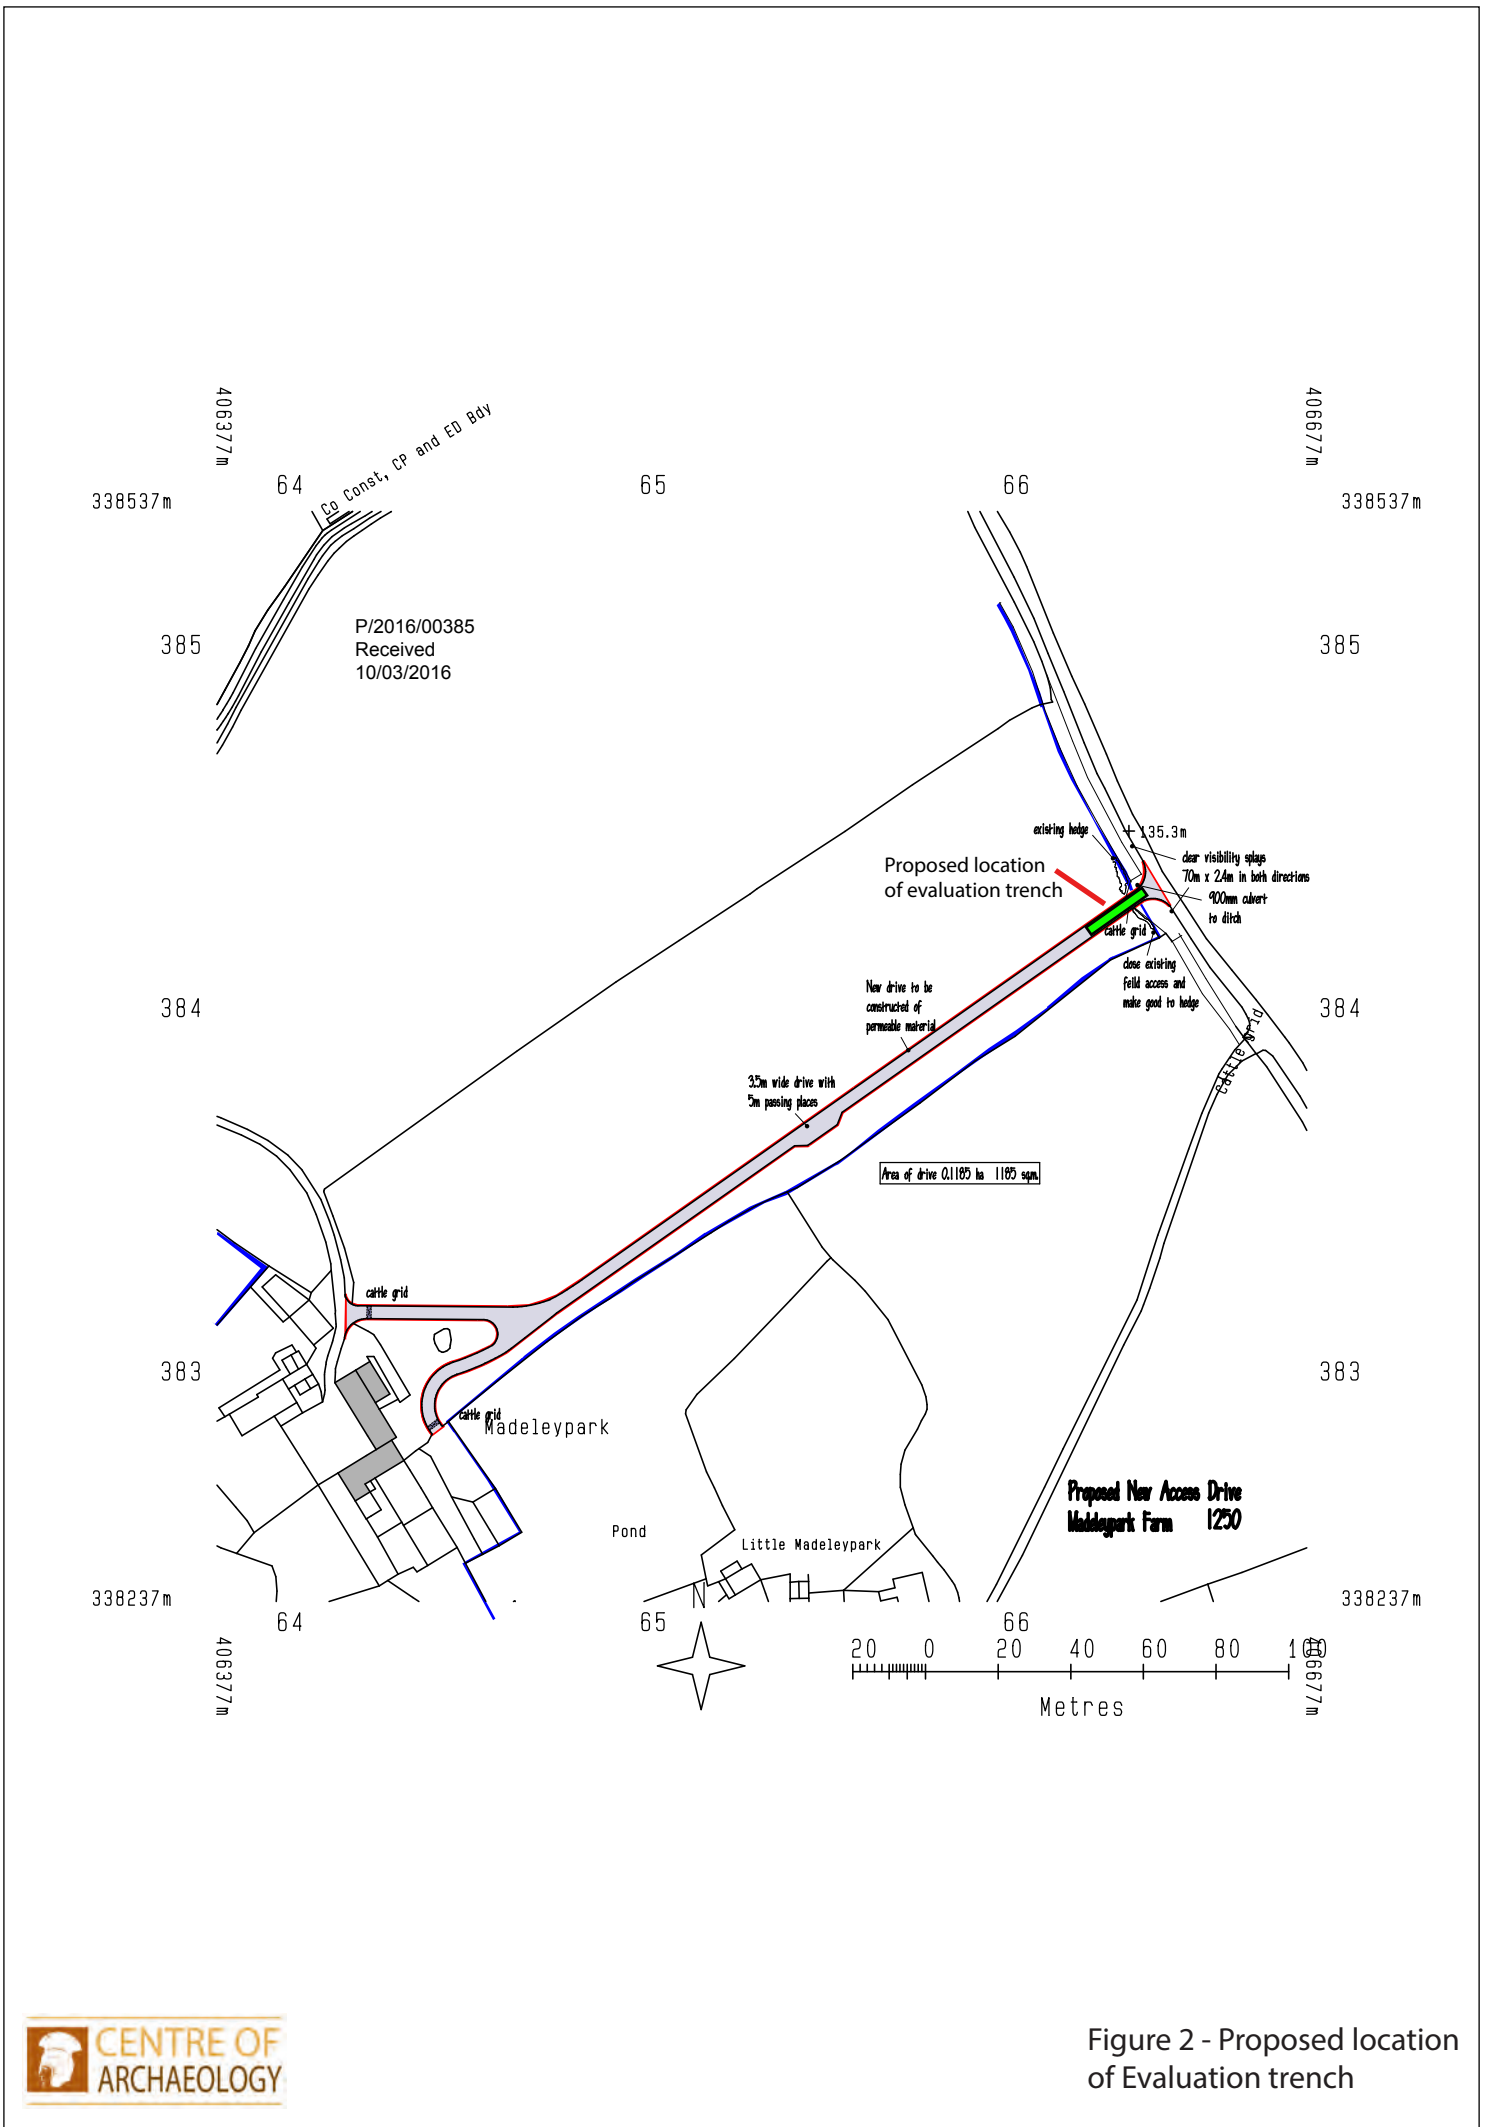 406377m
406677m
Co Const, CP and ED Bdy
64
65
66
338537m
338537m
385
385
P/2016/00385
Received
10/03/2016
existing hedge
135.3m
Proposed location
of evaluation trench
clear visibility splays
70m x 2.4m in both directions
900mm culvert
to ditch
cattle grid
close existing
feild access and
make good to hedge
New drive to be
constructed of
permeable material
384
384
cattle grid
3.5m wide drive with
5m passing places
Area of drive 0.1185 ha 1185 sqm.
cattle grid
383
383
cattle grid
Madeleypark
Proposed New Access Drive
Madeleypark Farm 1250
Pond
Little Madeleypark
338237m
338237m
64
65
66
N
406377m
406677m
20 0 20 40 60 80 100
Metres
CENTRE OF
ARCHAEOLOGY
Figure 2 - Proposed location
of Evaluation trench